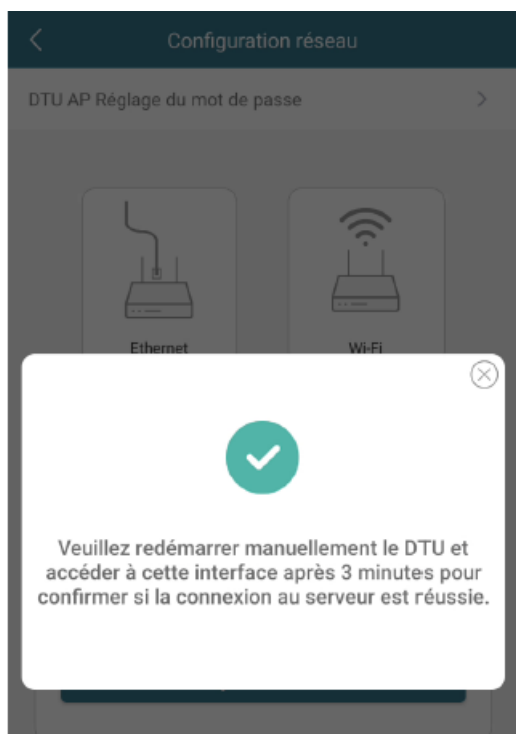 Configuration réseau
DTU AP Réglage du mot de passe
Ethernet
Wi-Fi
Veuillez redémarrer manuellement le DTU et
accéder à cette interface après 3 minutes pour
confirmer si la connexion au serveur est réussie.